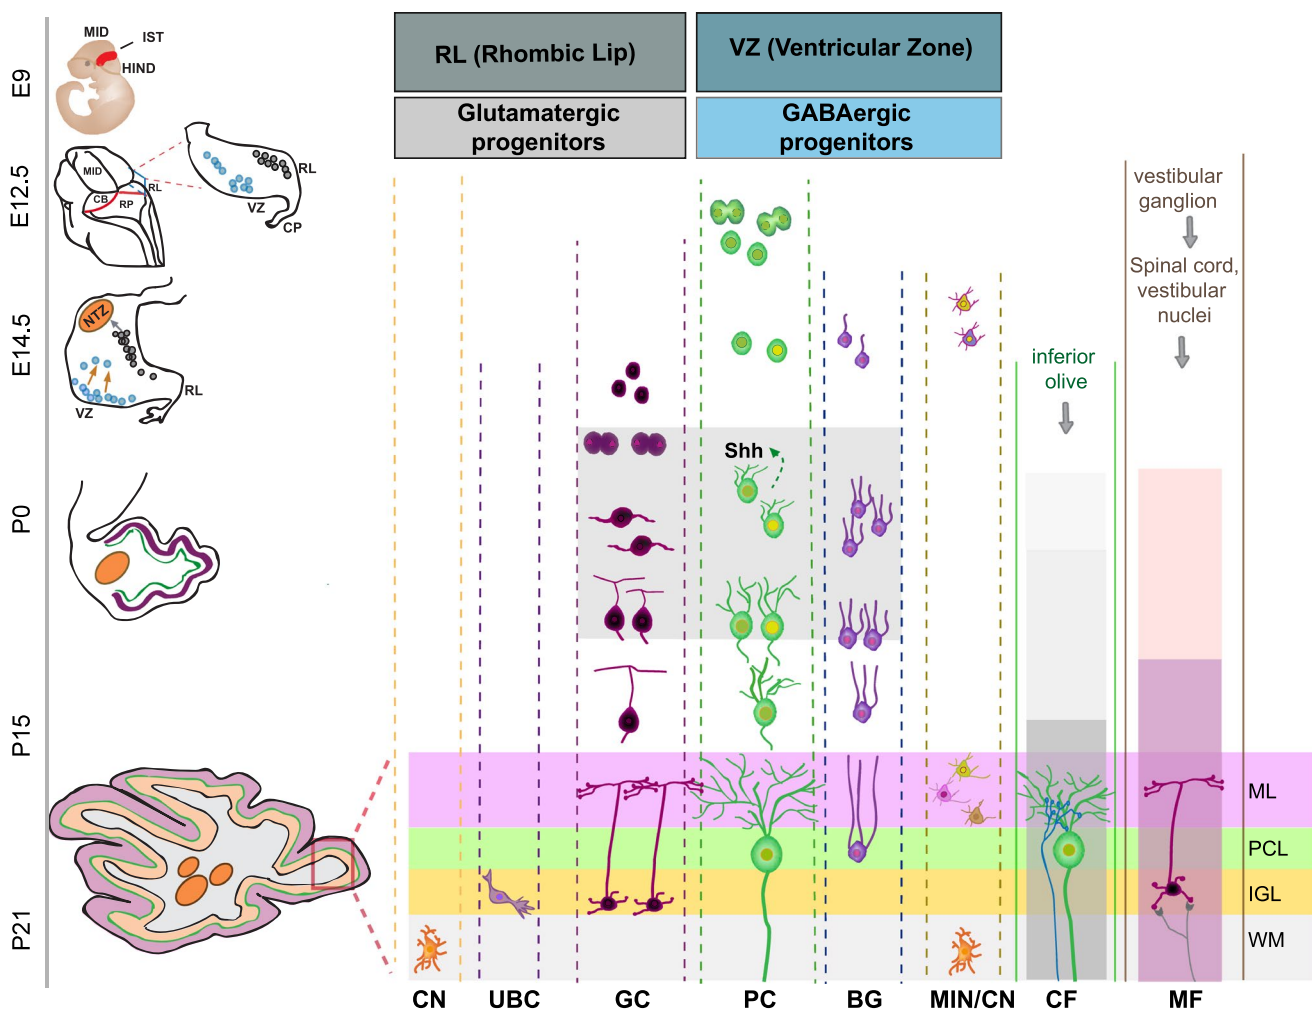 RL (Rhombic Lip)
VZ (Ventricular Zone)
Glutamatergic
progenitors
GABAergic
progenitors
E9
MID
IST
HIND
E12.5
MID
RL
CB
RP
RL
VZ
CP
E14.5
NTZ
RL
VZ
P0
P15
P21
Shh
inferior
olive
vestibular
ganglion
Spinal cord,
vestibular
nuclei
ML
PCL
IGL
WM
CN
UBC
GC
PC
BG
MIN/CN
CF
MF